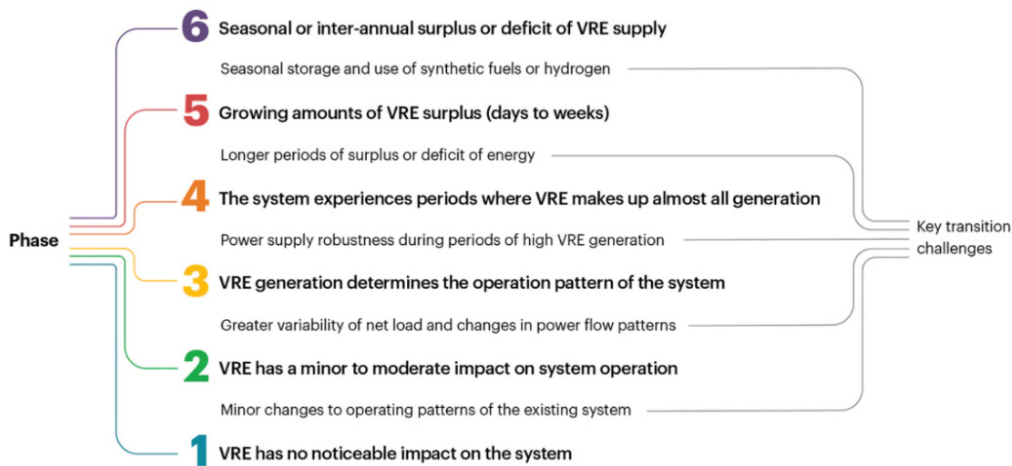 6 Seasonal or inter-annual surplus or deficit of VRE supply
Seasonal storage and use of synthetic fuels or hydrogen
5 Growing amounts of VRE surplus (days to weeks)
Longer periods of surplus or deficit of energy
4 The system experiences periods where VRE makes up almost all generation
Power supply robustness during periods of high VRE generation
Phase
Key transition
challenges
3 VRE generation determines the operation pattern of the system
Greater variability of net load and changes in power flow patterns
2 VRE has a minor to moderate impact on system operation
Minor changes to operating patterns of the existing system
1 VRE has no noticeable impact on the system